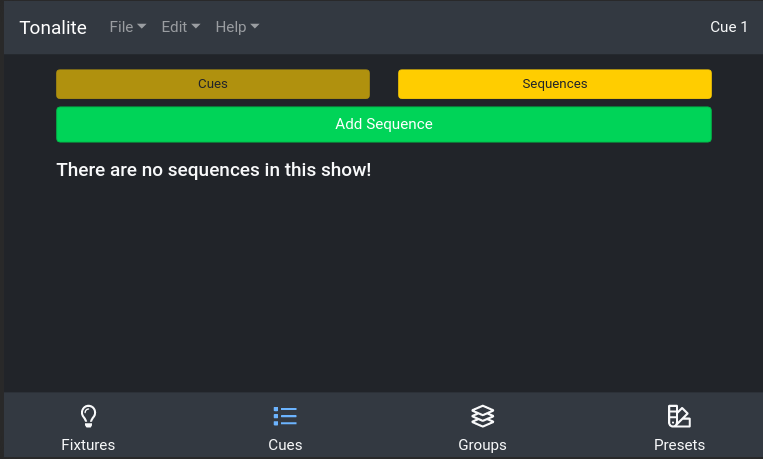 Tonalite File Edit Help Cue 1
Cues Sequences
Add Sequence
There are no sequences in this show!
Fixtures Cues Groups Presets